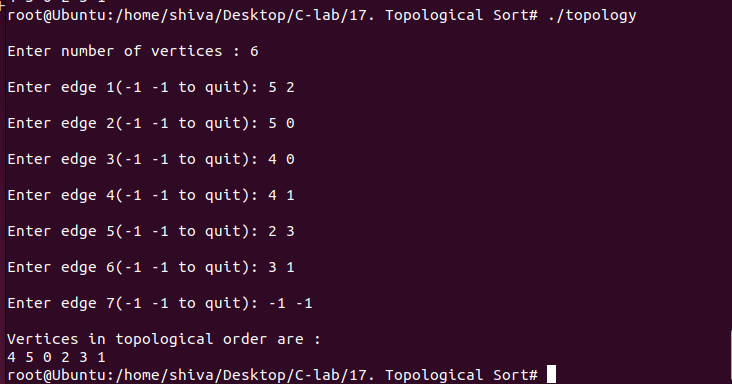 root@Ubuntu:/home/shiva/Desktop/C-lab/17. Topological Sort# ./topology
Enter number of vertices : 6
Enter edge 1(-1 -1 to quit): 5 2
Enter edge 2(-1 -1 to quit): 5 0
Enter edge 3(-1 -1 to quit): 4 0
Enter edge 4(-1 -1 to quit): 4 1
Enter edge 5(-1 -1 to quit): 2 3
Enter edge 6(-1 -1 to quit): 3 1
Enter edge 7(-1 -1 to quit): -1 -1
Vertices in topological order are :
4 5 0 2 3 1
root@Ubuntu:/home/shiva/Desktop/C-lab/17. Topological Sort#